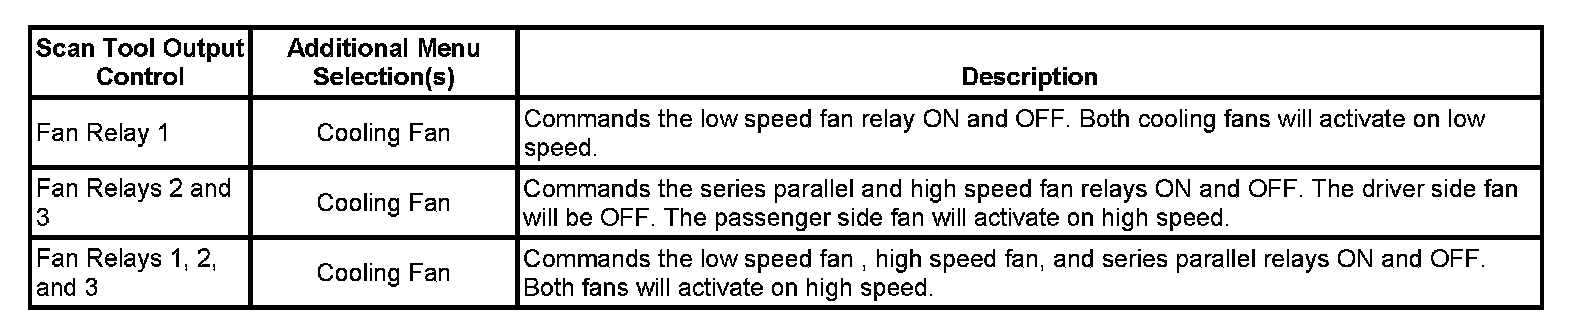 Scan Tool Output
Control
Additional Menu
Selection(s)
Description
Fan Relay 1
Cooling Fan
Commands the low speed fan relay ON and OFF. Both cooling fans will activate on low
speed.
Fan Relays 2 and
3
Cooling Fan
Commands the series parallel and high speed fan relays ON and OFF. The driver side fan
will be OFF. The passenger side fan will activate on high speed.
Fan Relays 1, 2,
and 3
Cooling Fan
Commands the low speed fan , high speed fan, and series parallel relays ON and OFF.
Both fans will activate on high speed.